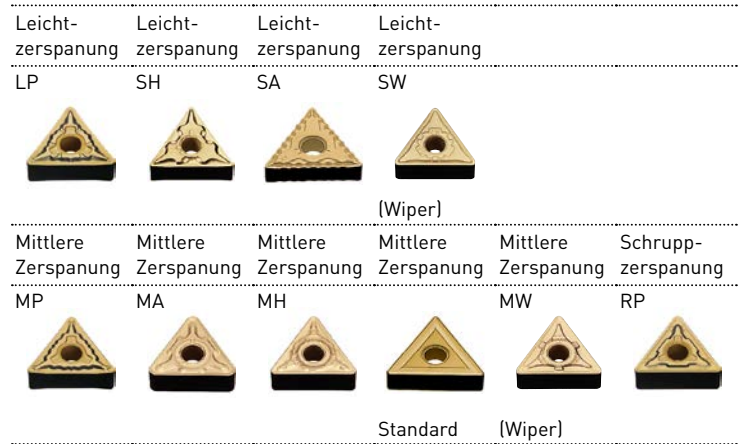 Leicht- Leicht- Leicht- Leicht-
zerspanung zerspanung zerspanung zerspanung
LP SH SA SW
(Wiper)
Mittlere Mittlere Mittlere Mittlere Mittlere Schrupp-
Zerspanung Zerspanung Zerspanung Zerspanung Zerspanung zerspanung
MP MA MH MW RP
Standard (Wiper)